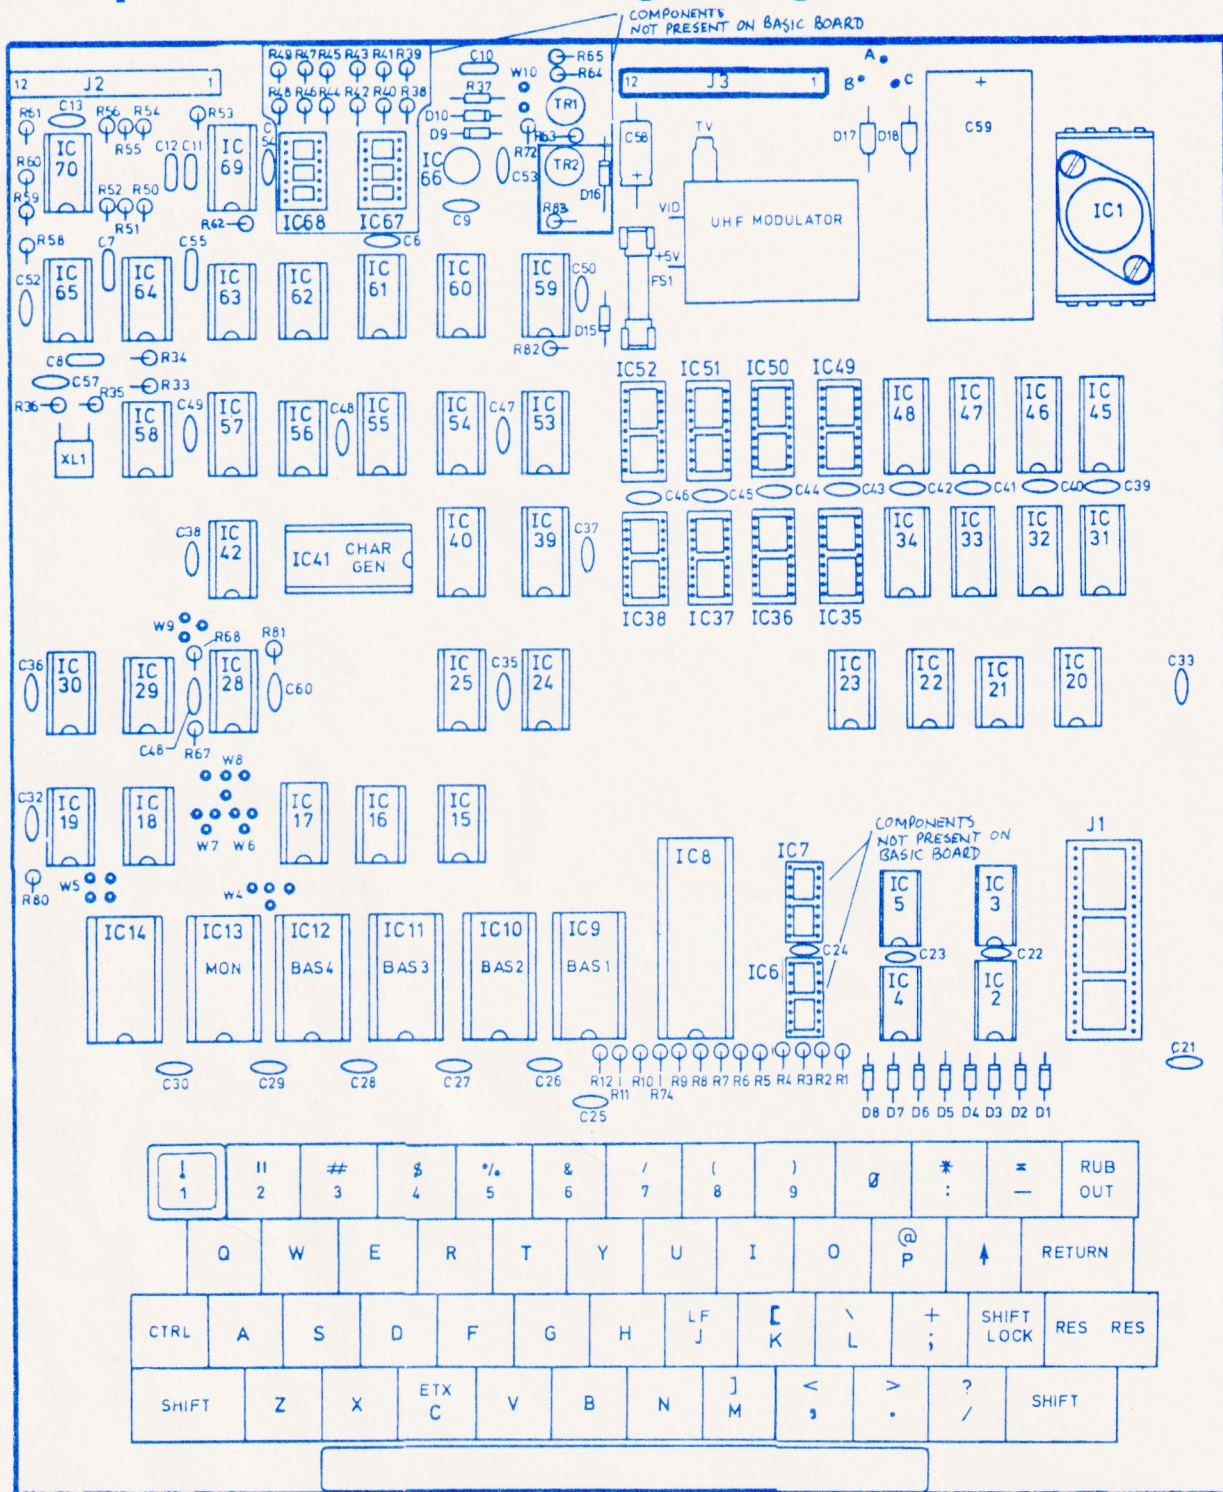 COMPONENTS
NOT PRESENT ON BASIC BOARD
R49 R47 R45 R43 R41 R39
C10
W10
R65
R64
12 J2 1
R48 R46 R44 R42 R40 R38
R37
D10
D9
TR1
12 J3 1
A
B
C
+
C59
C13
R61
R56
R54
R53
R55
C12 C11
IC
70
IC
69
R60
R59
R52 R50
R51
R62
R58
C7
C55
IC68 IC67
C6
IC
66
C9
C53
R72
TR2
R83
D16
C58
+
TV
D17
D18
VID
U.H.F MODULATOR
+5V
FS1
IC1
C52
IC
65
IC
64
IC
63
IC
62
IC
61
IC
60
IC
59
C50
D15
R82
C8
R34
C57
R33
R36
R35
XL1
IC
58
C49
IC
57
IC
56
C48
IC
55
IC
54
C47
IC
53
IC52 IC51 IC50 IC49
IC
48
IC
47
IC
46
IC
45
C46 C45 C44 C43 C42 C41 C40 C39
C38
IC
42
IC41 CHAR
GEN
IC
40
IC
39
C37
IC
34
IC
33
IC
32
IC
31
IC38 IC37 IC36 IC35
W9
R68
R81
C36
IC
30
IC
29
IC
28
C60
C48
R67
IC
25
C35
IC
24
IC
23
IC
22
IC
21
IC
20
C33
W8
C32
IC
19
IC
18
W7 W6
IC
17
IC
16
IC
15
R80
W5
W4
IC8
IC7
COMPONENTS
NOT PRESENT ON
BASIC BOARD
J1
IC
5
IC
3
C24
C23
C22
IC6
IC
4
IC
2
IC14
IC13
MON
IC12
BAS4
IC11
BAS3
IC10
BAS2
IC9
BAS1
C30 C29 C28 C27 C26
C25
R12 R11 R10 R74 R9 R8 R7 R6 R5 R4 R3 R2 R1
D8 D7 D6 D5 D4 D3 D2 D1
C21
! " # $ % & / ( ) Ø * = RUB
1 2 3 4 5 6 7 8 9 : — OUT
Q W E R T Y U I O @ P ↑ RETURN
CTRL A S D F G H LF J [ K \ L + ; SHIFT LOCK RES RES
SHIFT Z X ETX C V B N ] M < , > . ? / SHIFT